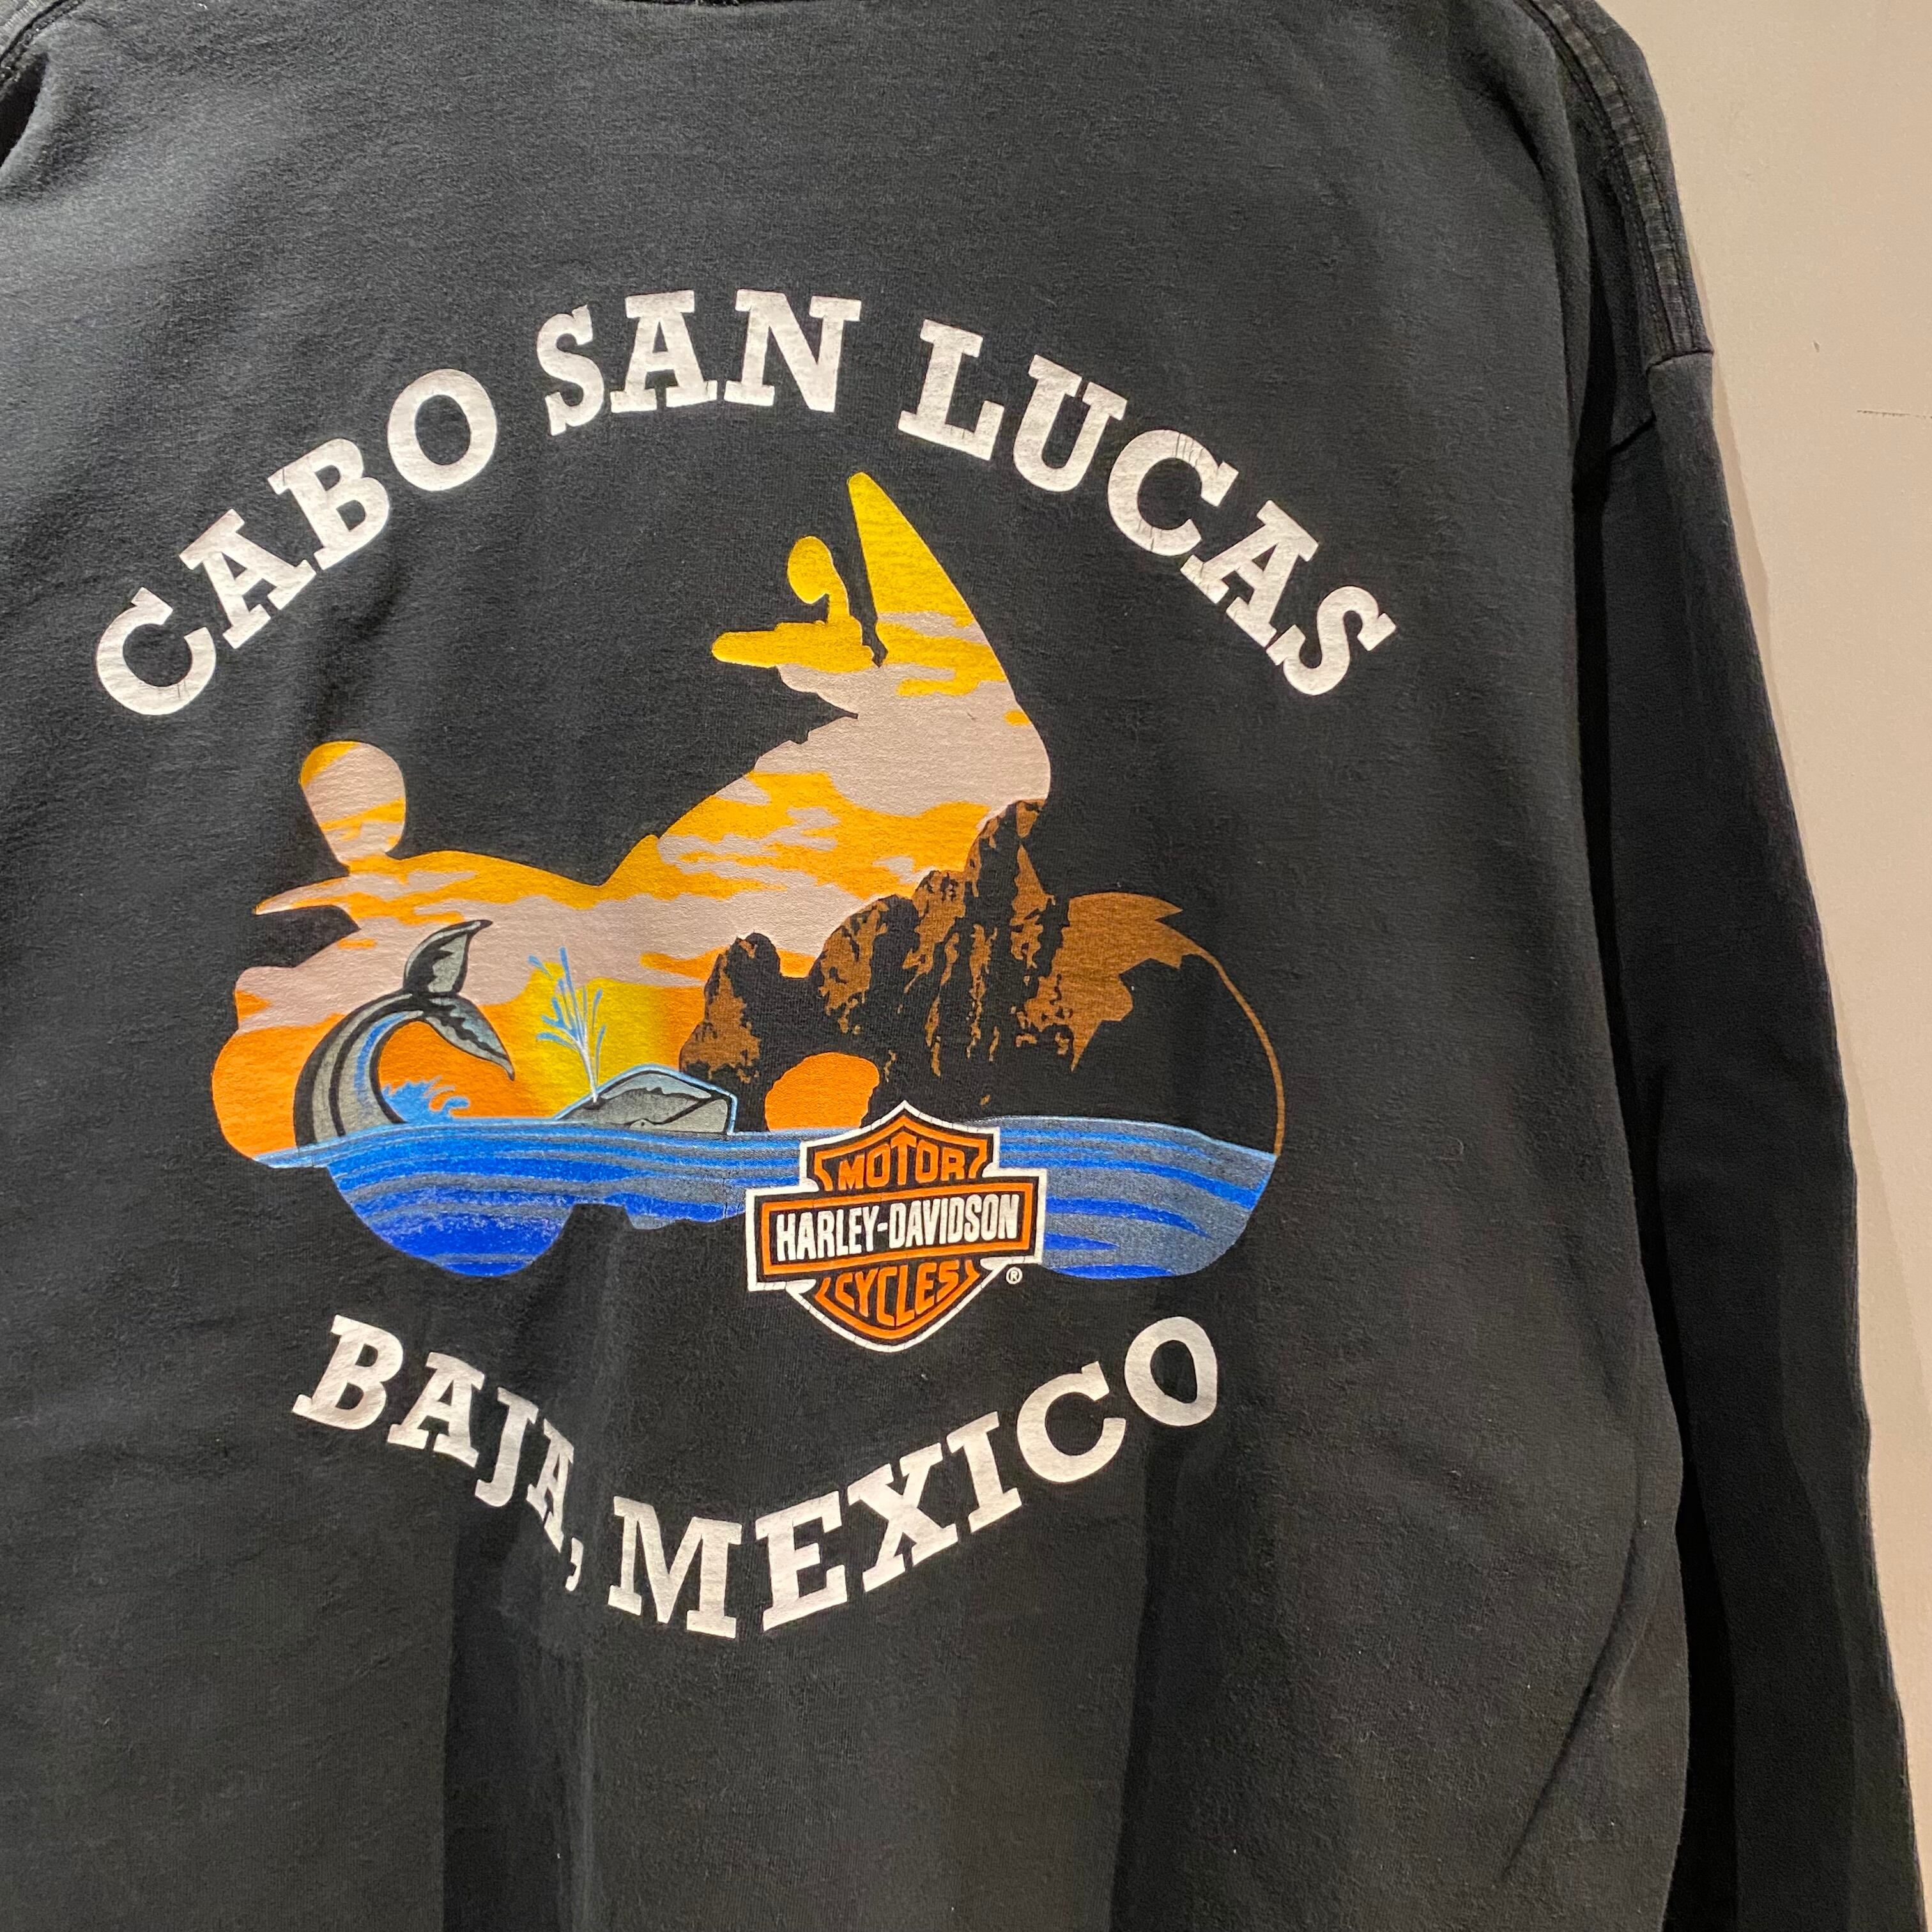 CABO SAN LUCAS
MOTOR
HARLEY-DAVIDSON
CYCLES
®
BAJA, MEXICO